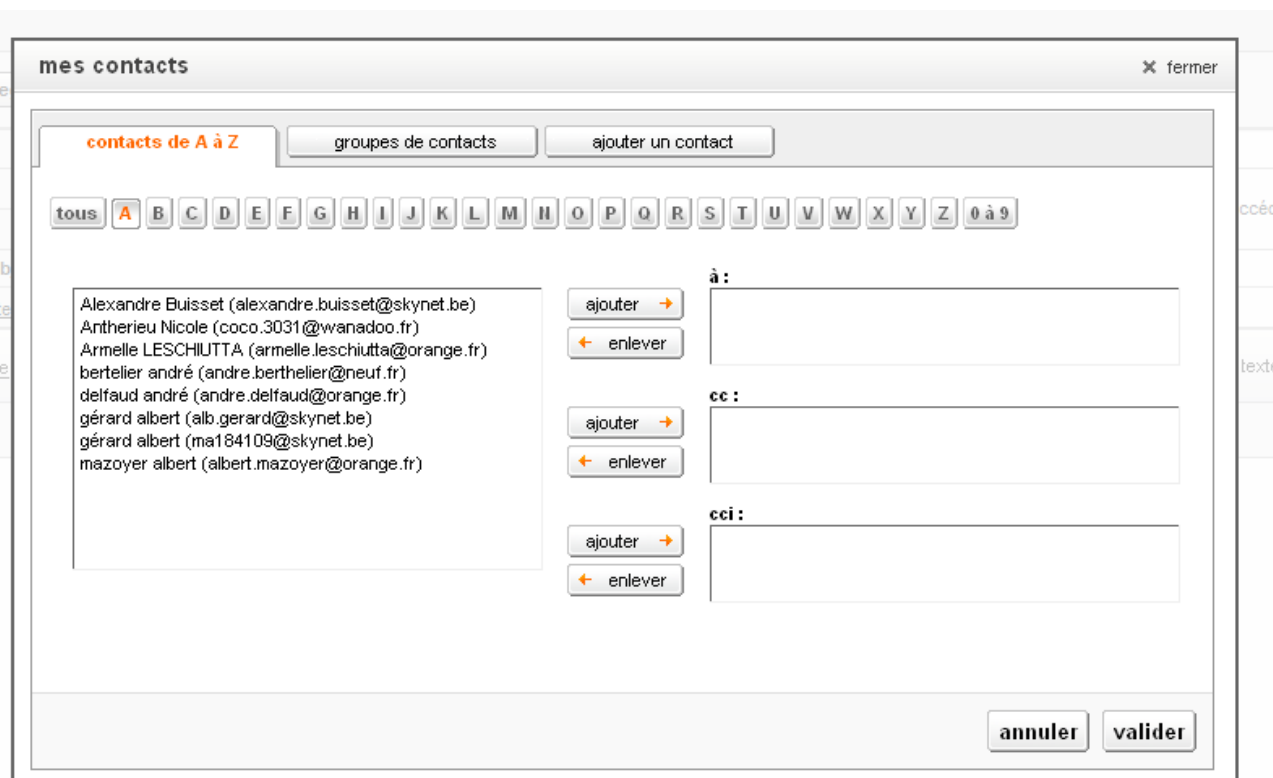 mes contacts
fermer
contacts de A à Z
groupes de contacts
ajouter un contact
tous A B C D E F G H I J K L M N O P Q R S T U V W X Y Z 0 à 9
Alexandre Buisset (alexandre.buisset@skynet.be)
Antherieu Nicole (coco.3031@wanadoo.fr)
Armelle LESCHIUTTA (armelle.leschiutta@orange.fr)
bertelier andré (andre.berthelier@neuf.fr)
delfaud andré (andre.delfaud@orange.fr)
gérard albert (alb.gerard@skynet.be)
gérard albert (ma184109@skynet.be)
mazoyer albert (albert.mazoyer@orange.fr)
à :
ajouter
enlever
cc :
ajouter
enlever
cci :
ajouter
enlever
annuler
valider